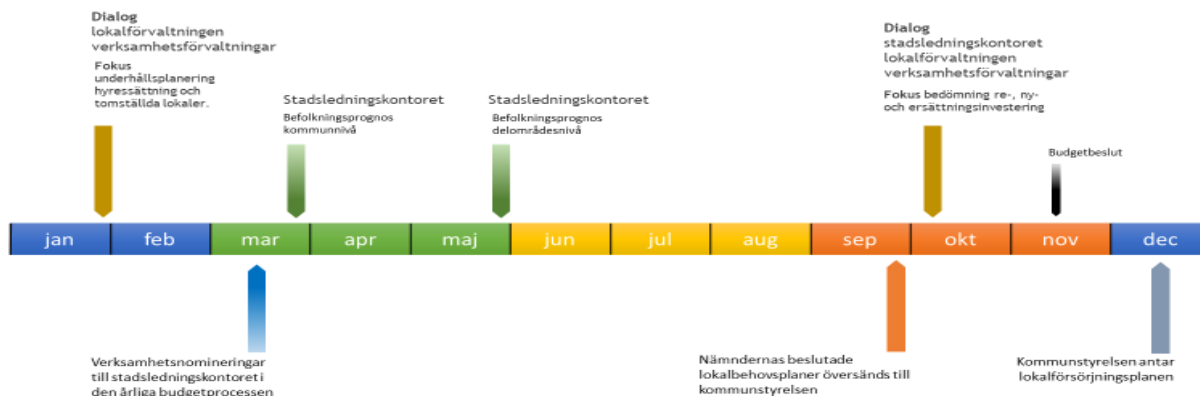 Dialog
lokalförvaltningen
verksamhetsförvaltningar
Fokus
underhållsplanering
hyressättning och
tomställda lokaler.
Stadsledningskontoret
Befolkningsprognos
kommunnivå
Stadsledningskontoret
Befolkningsprognos
delområdesnivå
Dialog
stadsledningskontoret
lokalförvaltningen
verksamhetsförvaltningar
Fokus bedömning re-, ny-
och ersättningsinvestering
Budgetbeslut
jan feb mar apr maj jun jul aug sep okt nov dec
Verksamhetsnomineringar
till stadsledningskontoret i
den årliga budgetprocessen
Nämndernas beslutade
lokalbehovsplaner översänds till
kommunstyrelsen
Kommunstyrelsen antar
lokalförsörjningsplanen